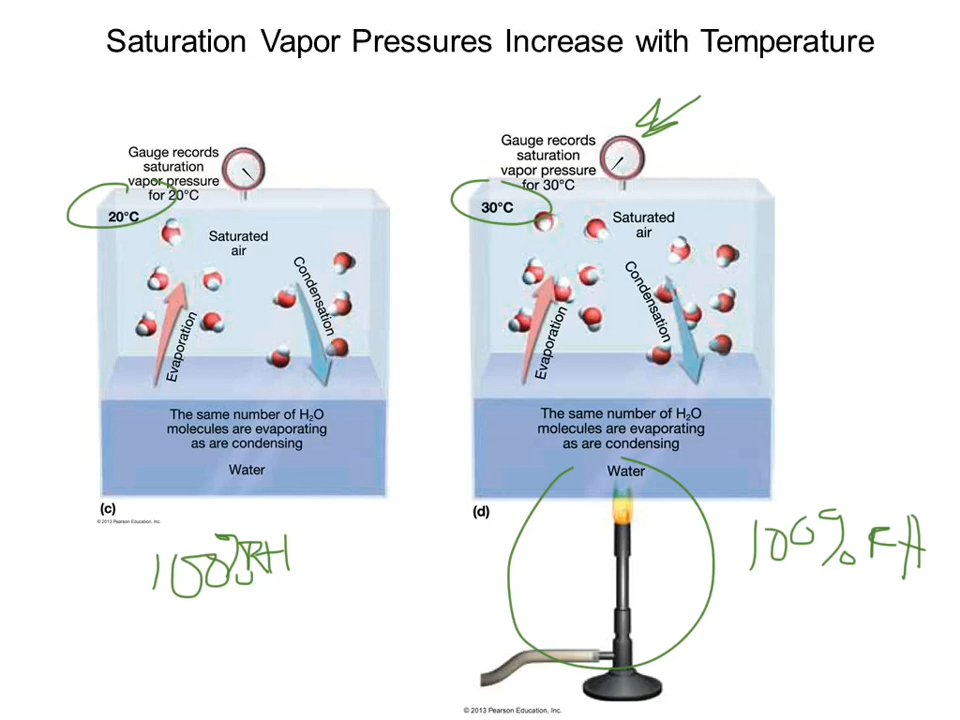 Saturation Vapor Pressures Increase with Temperature
Gauge records
saturation
vapor pressure
for 20°C
20°C
Saturated
air
Evaporation
Condensation
The same number of H₂O
molecules are evaporating
as are condensing
Water
(c)
© 2013 Pearson Education, Inc.
100% RH
Gauge records
saturation
vapor pressure
for 30°C
30°C
Saturated
air
Evaporation
Condensation
The same number of H₂O
molecules are evaporating
as are condensing
Water
(d)
100% RH
© 2013 Pearson Education, Inc.